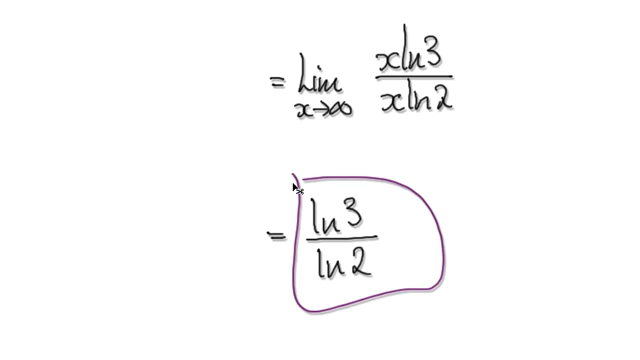 = Lim x→∞ xln3/xln2
= ln3/ln2